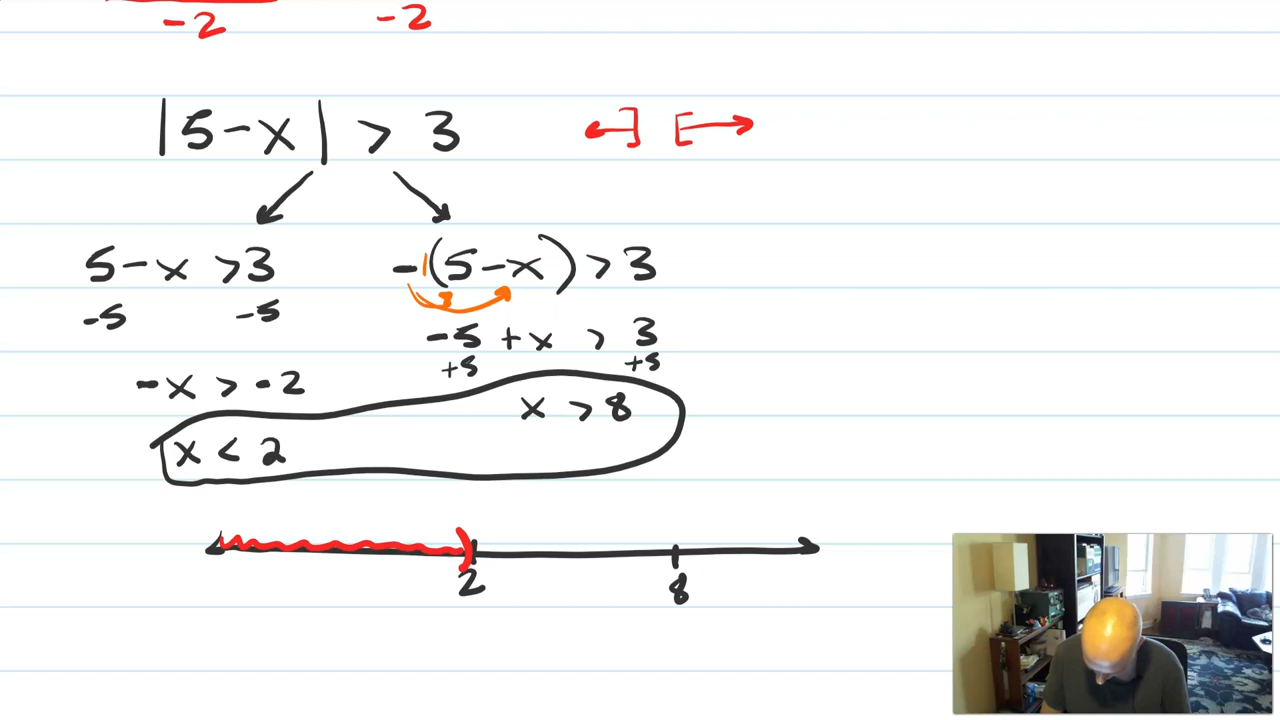 -2 -2
|5-x| > 3
5-x >3 -1(5-x) > 3
-5 -5
-5 +x > 3
+5 +5
-x > -2
x > 8
x < 2
2 8